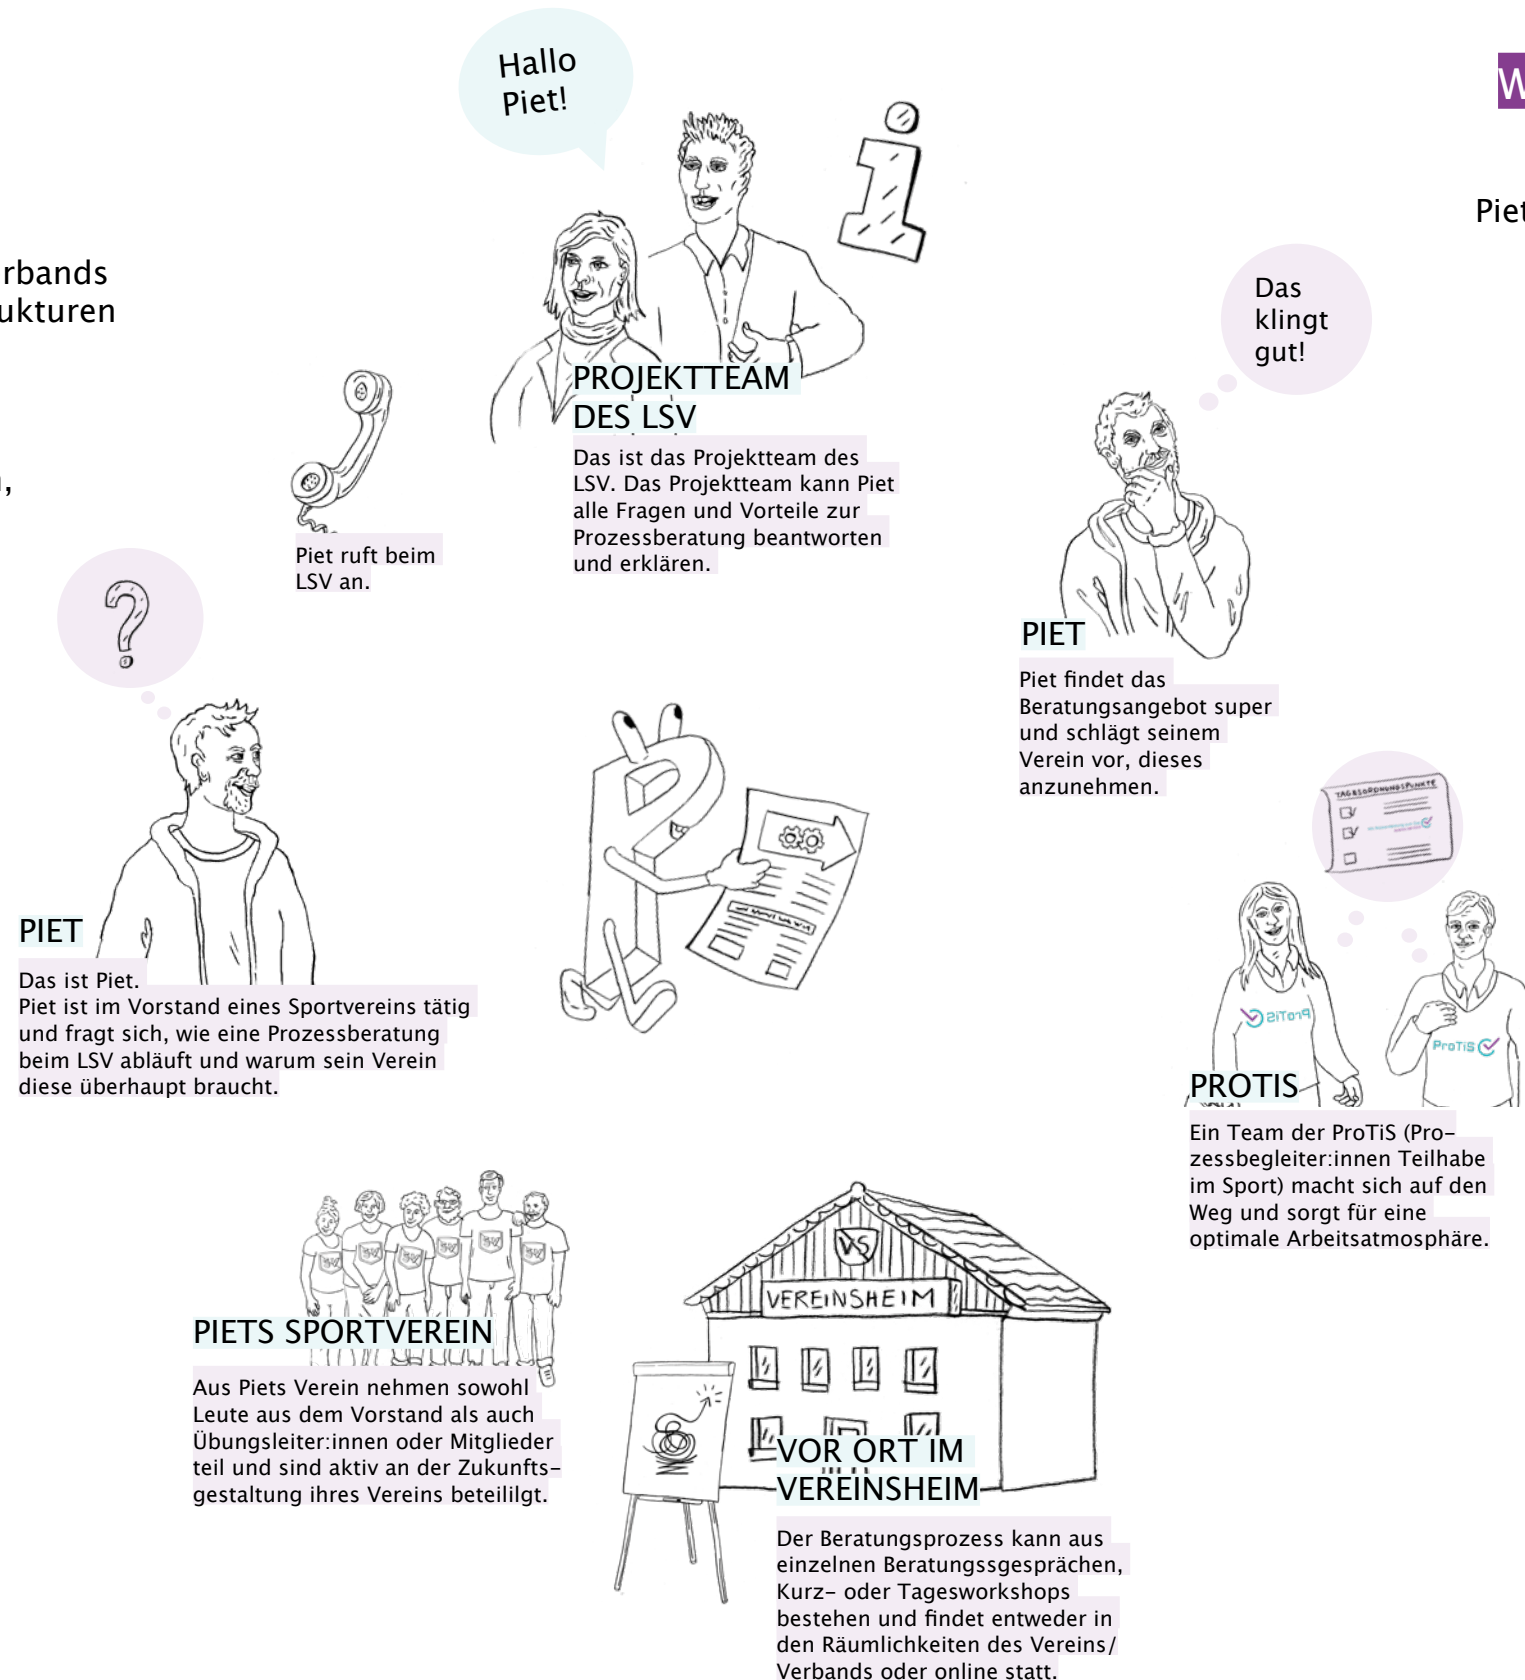 Hallo
Piet!
W
Piet
rbands
ukturen
,
Das
klingt
gut!
PROJEKTTEAM
DES LSV
Das ist das Projektteam des
LSV. Das Projektteam kann Piet
alle Fragen und Vorteile zur
Prozessberatung beantworten
und erklären.
Piet ruft beim
LSV an.
?
PIET
Piet findet das
Beratungsangebot super
und schlägt seinem
Verein vor, dieses
anzunehmen.
TAGESORDNUNGSPUNKTE
PIET
Das ist Piet.
Piet ist im Vorstand eines Sportvereins tätig
und fragt sich, wie eine Prozessberatung
beim LSV abläuft und warum sein Verein
diese überhaupt braucht.
ProTiS
ProTiS
PROTIS
Ein Team der ProTiS (Pro-
zessbegleiter:innen Teilhabe
im Sport) macht sich auf den
Weg und sorgt für eine
optimale Arbeitsatmosphäre.
VS
VEREINSHEIM
PIETS SPORTVEREIN
Aus Piets Verein nehmen sowohl
Leute aus dem Vorstand als auch
Übungsleiter:innen oder Mitglieder
teil und sind aktiv an der Zukunfts-
gestaltung ihres Vereins beteililgt.
VOR ORT IM
VEREINSHEIM
Der Beratungsprozess kann aus
einzelnen Beratungssgesprächen,
Kurz- oder Tagesworkshops
bestehen und findet entweder in
den Räumlichkeiten des Vereins/
Verbands oder online statt.